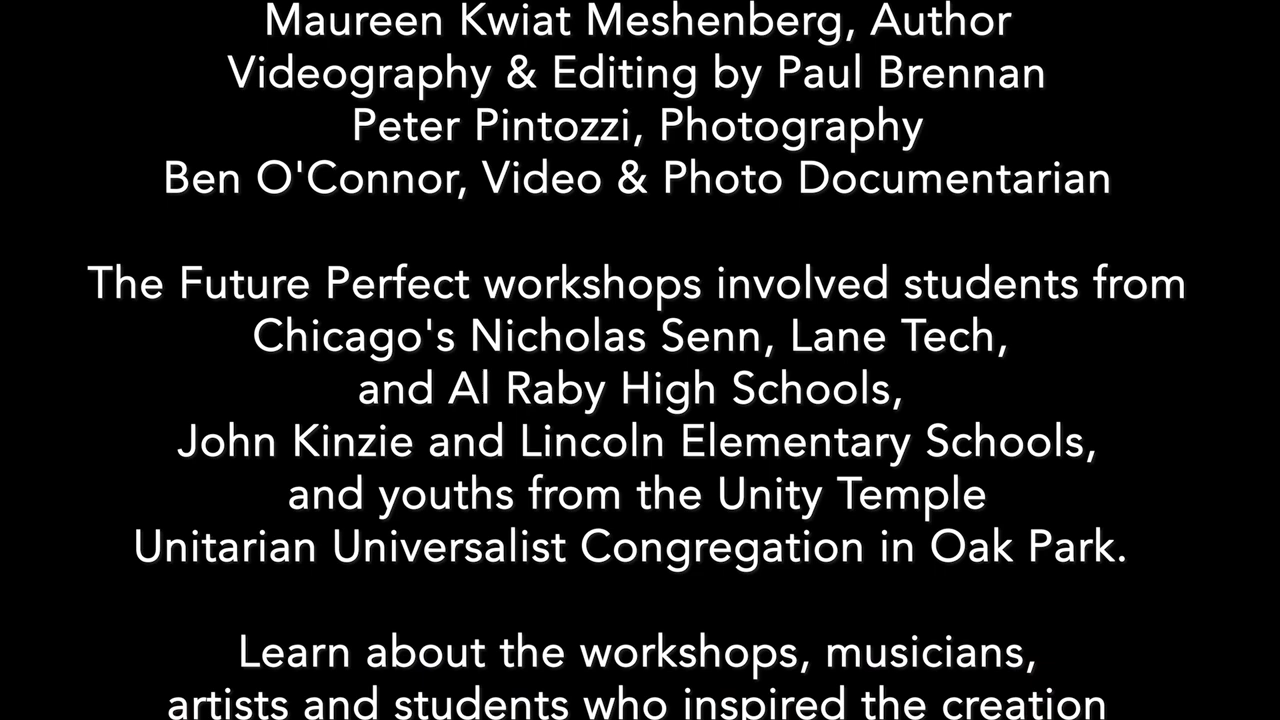 Maureen Kwiat Meshenberg, Author
Videography & Editing by Paul Brennan
Peter Pintozzi, Photography
Ben O'Connor, Video & Photo Documentarian
The Future Perfect workshops involved students from
Chicago's Nicholas Senn, Lane Tech,
and Al Raby High Schools,
John Kinzie and Lincoln Elementary Schools,
and youths from the Unity Temple
Unitarian Universalist Congregation in Oak Park.
Learn about the workshops, musicians,
artists and students who inspired the creation